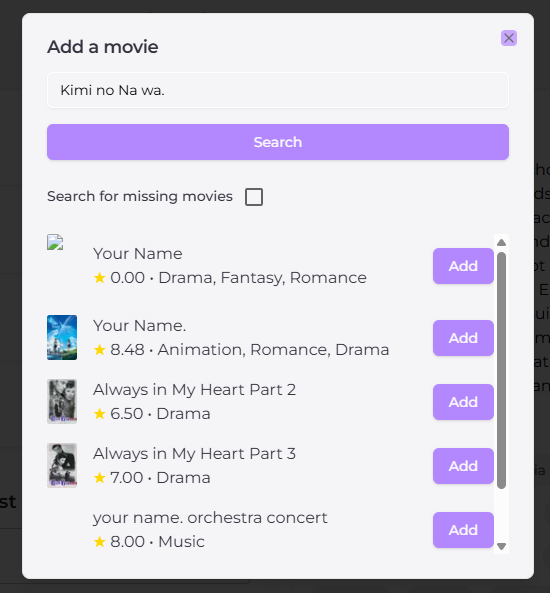 Add a movie
Kimi no Na wa.
Search
Search for missing movies
Your Name
★ 0.00 • Drama, Fantasy, Romance
Add
Your Name.
★ 8.48 • Animation, Romance, Drama
Add
Always in My Heart Part 2
★ 6.50 • Drama
Add
Always in My Heart Part 3
★ 7.00 • Drama
Add
your name. orchestra concert
★ 8.00 • Music
Add